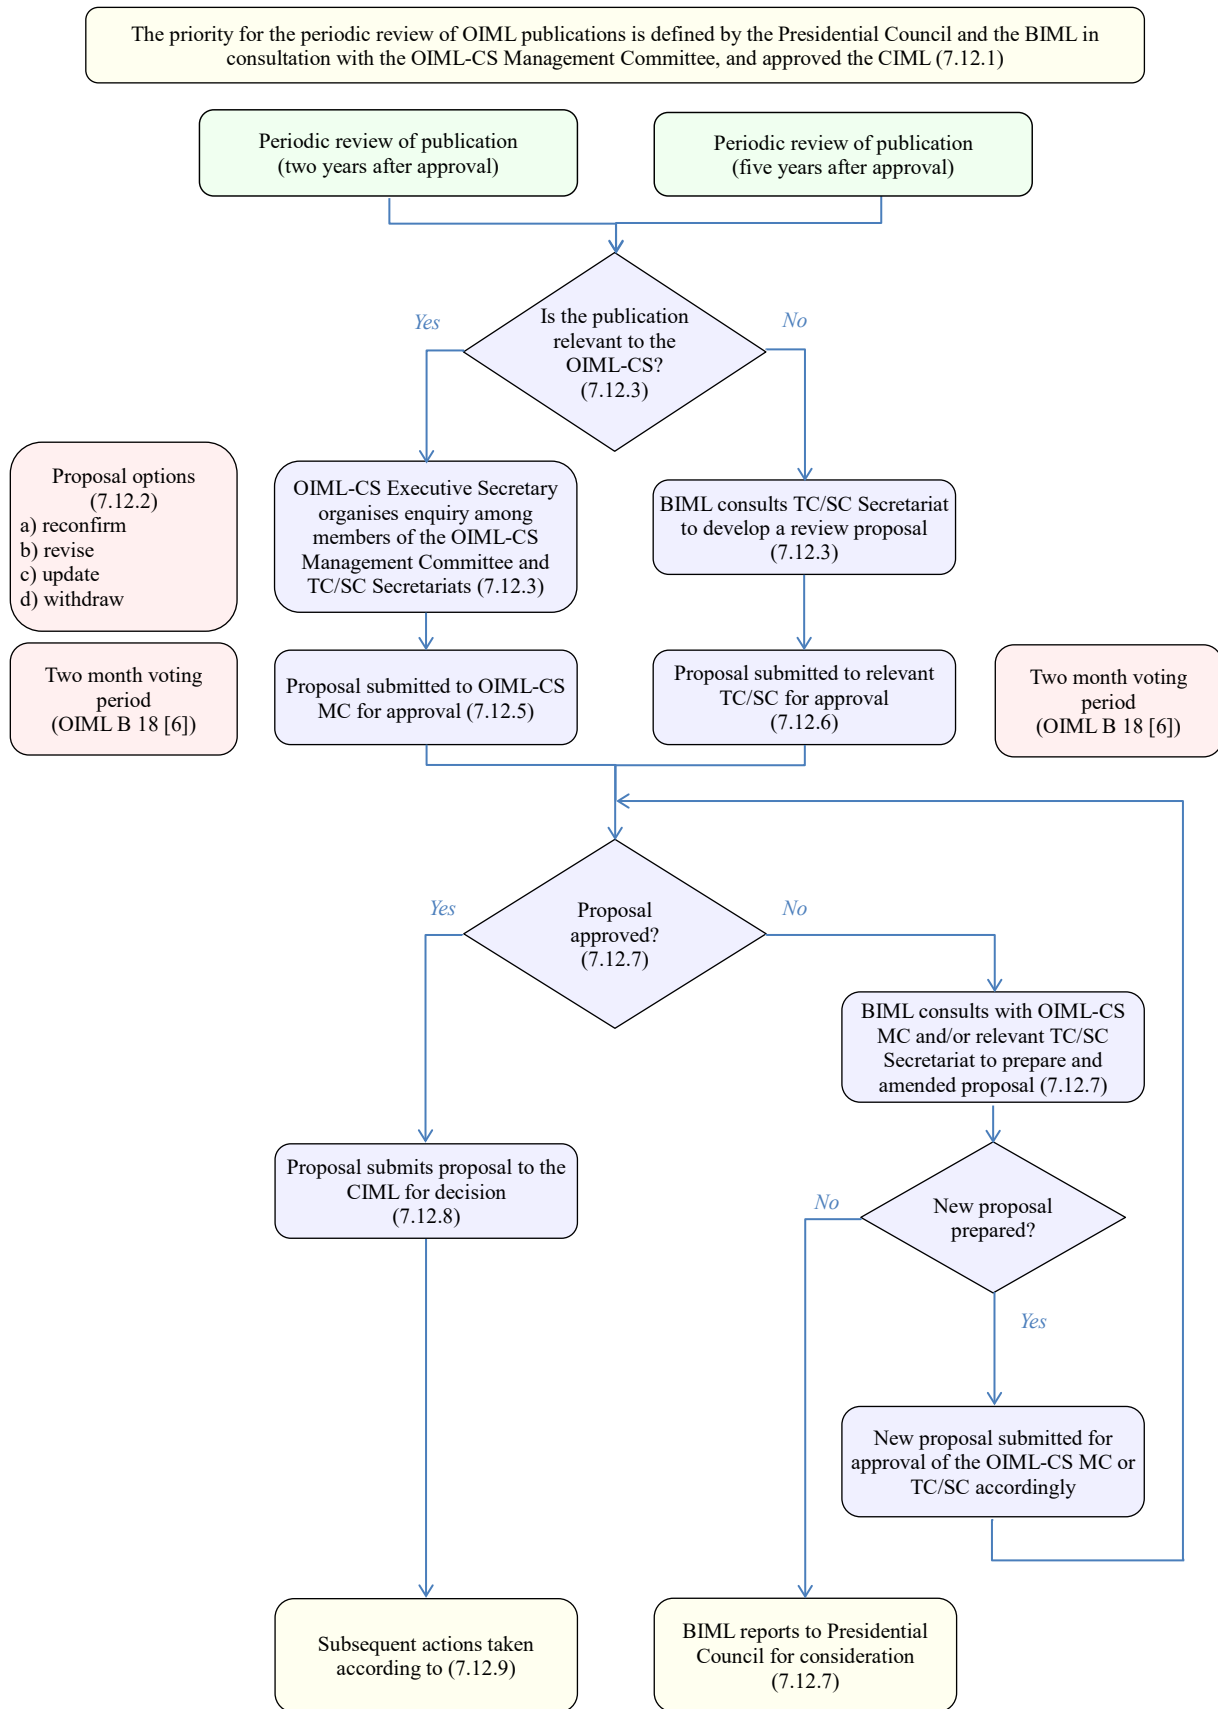 The priority for the periodic review of OIML publications is defined by the Presidential Council and the BIML in
consultation with the OIML-CS Management Committee, and approved the CIML (7.12.1)
Periodic review of publication
(two years after approval)
Periodic review of publication
(five years after approval)
Is the publication
relevant to the
OIML-CS?
(7.12.3)
Yes
No
Proposal options
(7.12.2)
a) reconfirm
b) revise
c) update
d) withdraw
OIML-CS Executive Secretary
organises enquiry among
members of the OIML-CS
Management Committee and
TC/SC Secretariats (7.12.3)
BIML consults TC/SC Secretariat
to develop a review proposal
(7.12.3)
Two month voting
period
(OIML B 18 [6])
Proposal submitted to OIML-CS
MC for approval (7.12.5)
Proposal submitted to relevant
TC/SC for approval
(7.12.6)
Two month voting
period
(OIML B 18 [6])
Yes
Proposal
approved?
(7.12.7)
No
BIML consults with OIML-CS
MC and/or relevant TC/SC
Secretariat to prepare and
amended proposal (7.12.7)
Proposal submits proposal to the
CIML for decision
(7.12.8)
No
New proposal
prepared?
Yes
New proposal submitted for
approval of the OIML-CS MC or
TC/SC accordingly
Subsequent actions taken
according to (7.12.9)
BIML reports to Presidential
Council for consideration
(7.12.7)